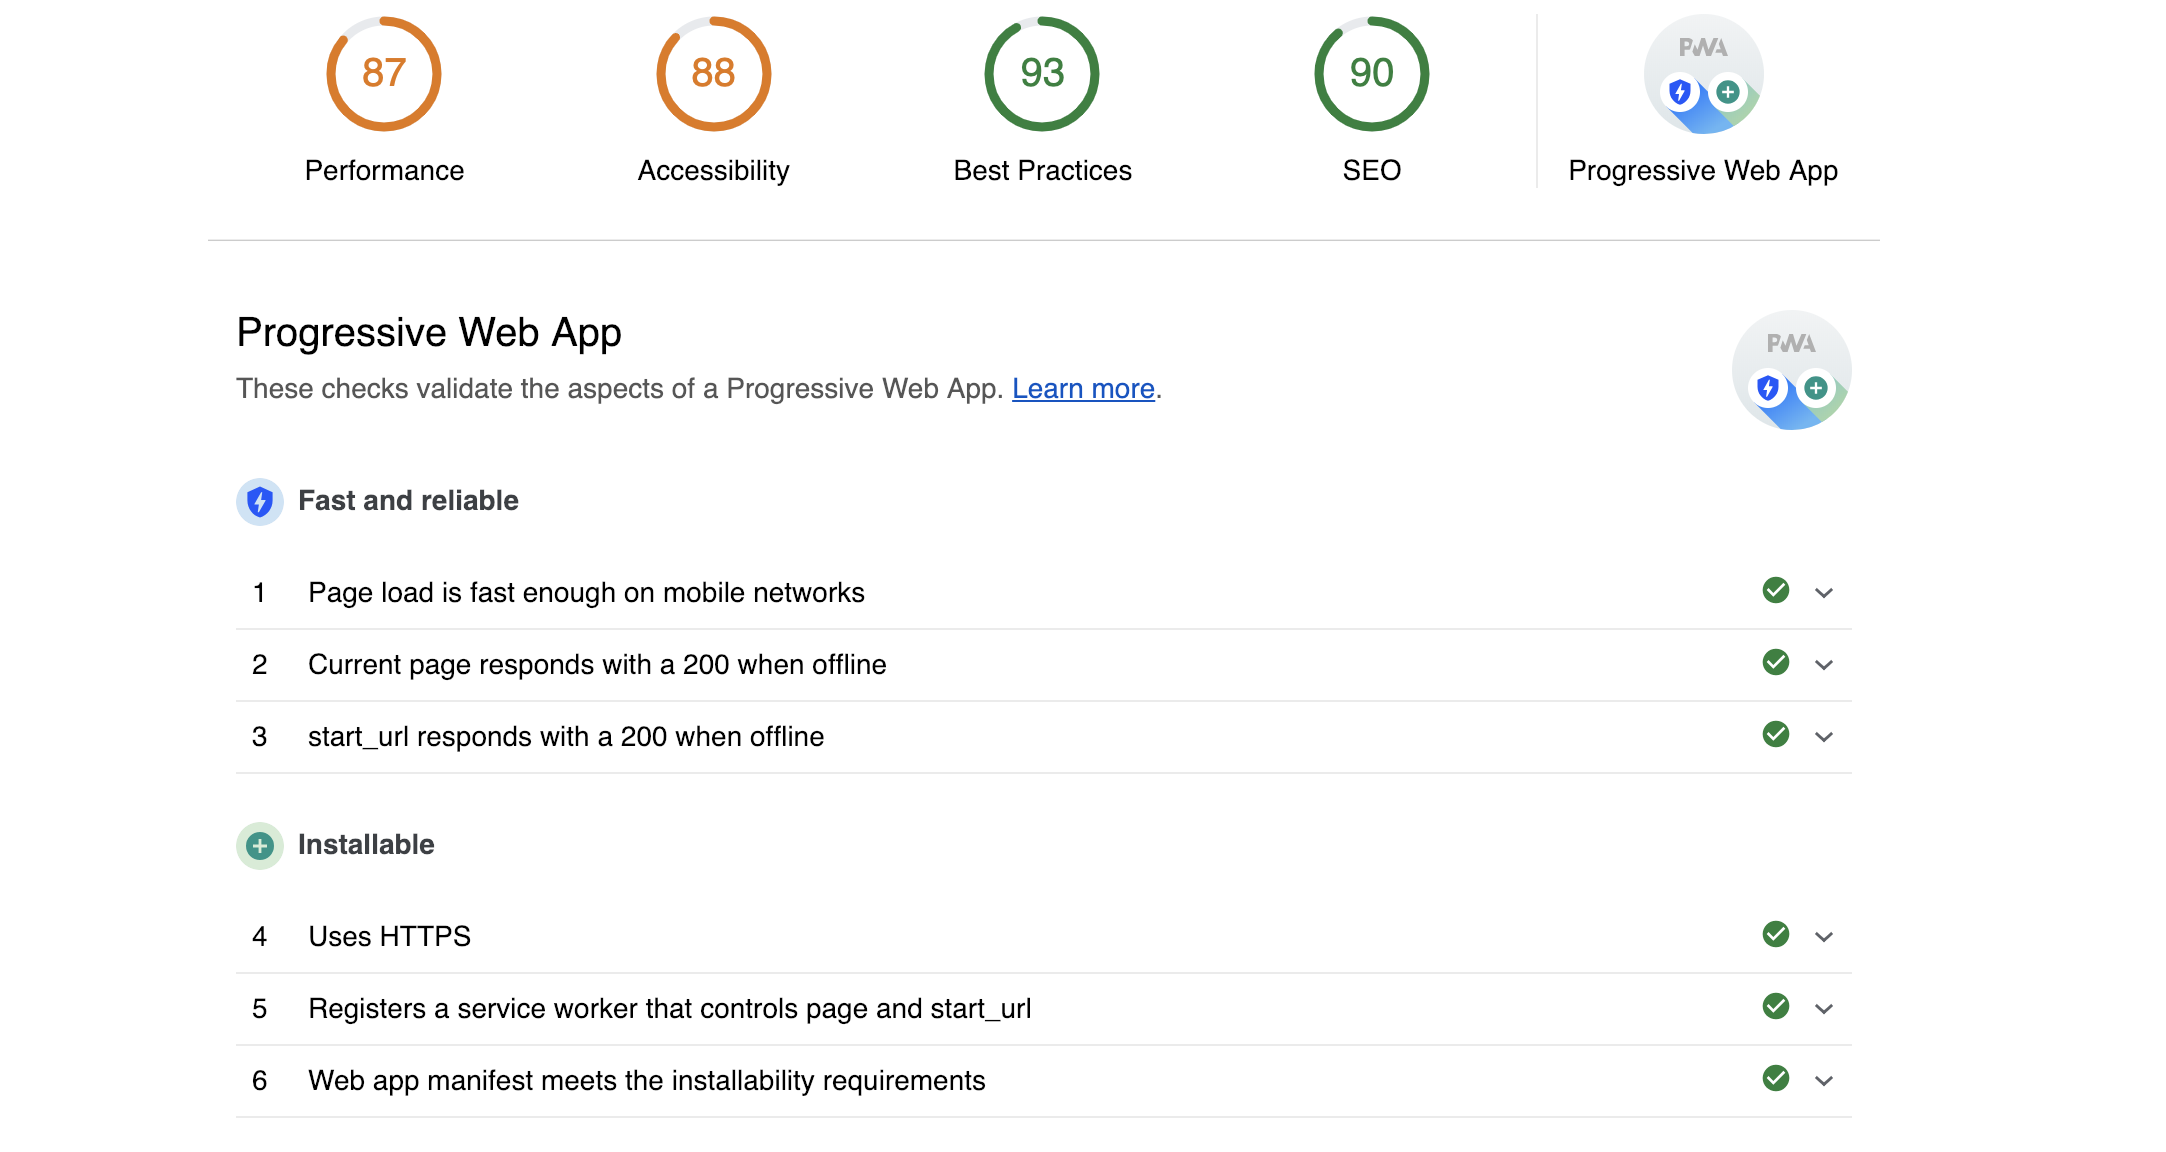 87
88
93
90
PWA
Performance
Accessibility
Best Practices
SEO
Progressive Web App
Progressive Web App
PWA
These checks validate the aspects of a Progressive Web App. Learn more.
Fast and reliable
1 Page load is fast enough on mobile networks
2 Current page responds with a 200 when offline
3 start_url responds with a 200 when offline
Installable
4 Uses HTTPS
5 Registers a service worker that controls page and start_url
6 Web app manifest meets the installability requirements